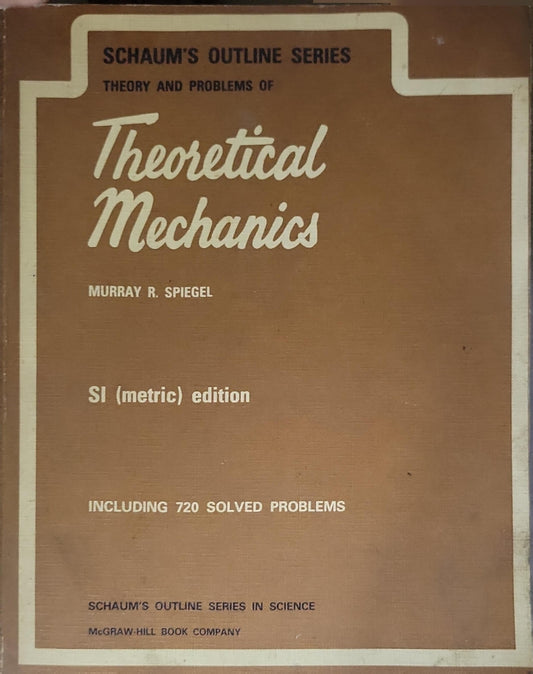 SCHAUM'S OUTLINE SERIES
THEORY AND PROBLEMS OF
Theoretical
Mechanics
MURRAY R. SPIEGEL
SI (metric) edition
INCLUDING 720 SOLVED PROBLEMS
SCHAUM'S OUTLINE SERIES IN SCIENCE
McGRAW-HILL BOOK COMPANY